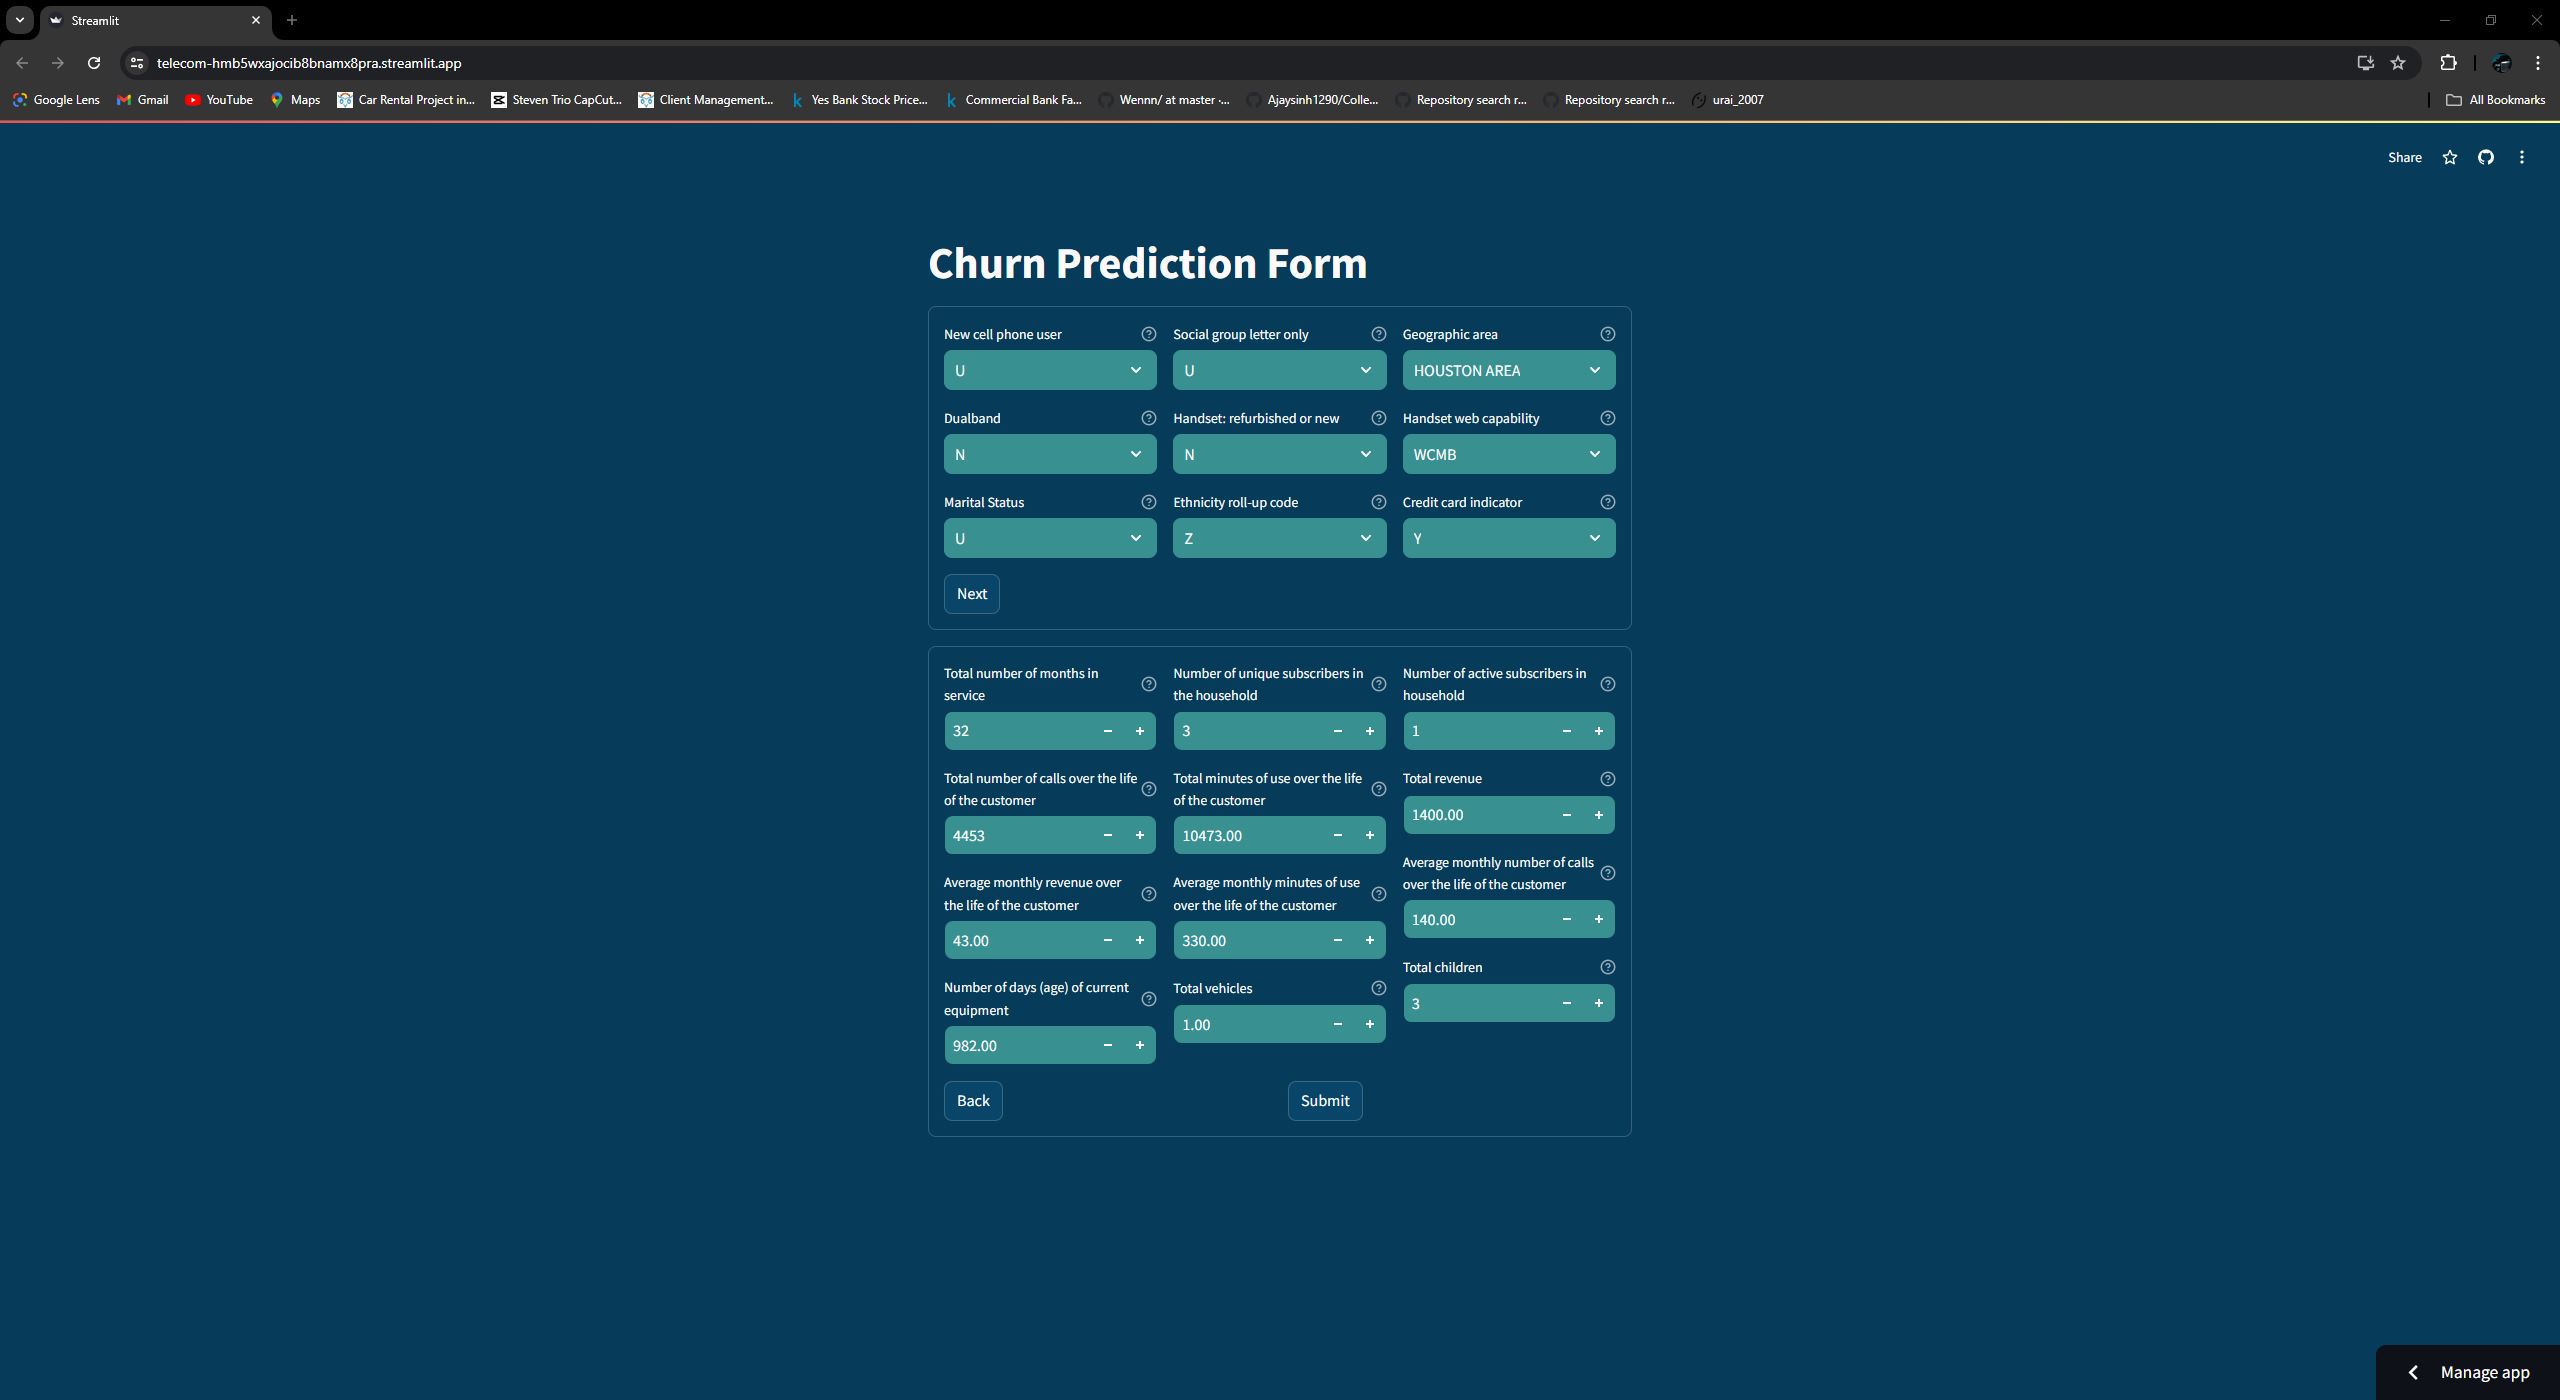 Streamlit
telecom-hmb5wxajocib8bnamx8pra.streamlit.app
Google Lens Gmail YouTube Maps Car Rental Project in... Steven Trio CapCut... Client Management... Yes Bank Stock Price... Commercial Bank Fa... Wennn/ at master ·... Ajaysinh1290/Colle... Repository search r... Repository search r... urai_2007 All Bookmarks
Share
Churn Prediction Form
New cell phone user Social group letter only Geographic area
U U HOUSTON AREA
Dualband Handset: refurbished or new Handset web capability
N N WCMB
Marital Status Ethnicity roll-up code Credit card indicator
U Z Y
Next
Total number of months in
service
32
Number of unique subscribers in
the household
3
Number of active subscribers in
household
1
Total number of calls over the life
of the customer
4453
Total minutes of use over the life
of the customer
10473.00
Total revenue
1400.00
Average monthly revenue over
the life of the customer
43.00
Average monthly minutes of use
over the life of the customer
330.00
Average monthly number of calls
over the life of the customer
140.00
Number of days (age) of current
equipment
982.00
Total vehicles
1.00
Total children
3
Back Submit
Manage app